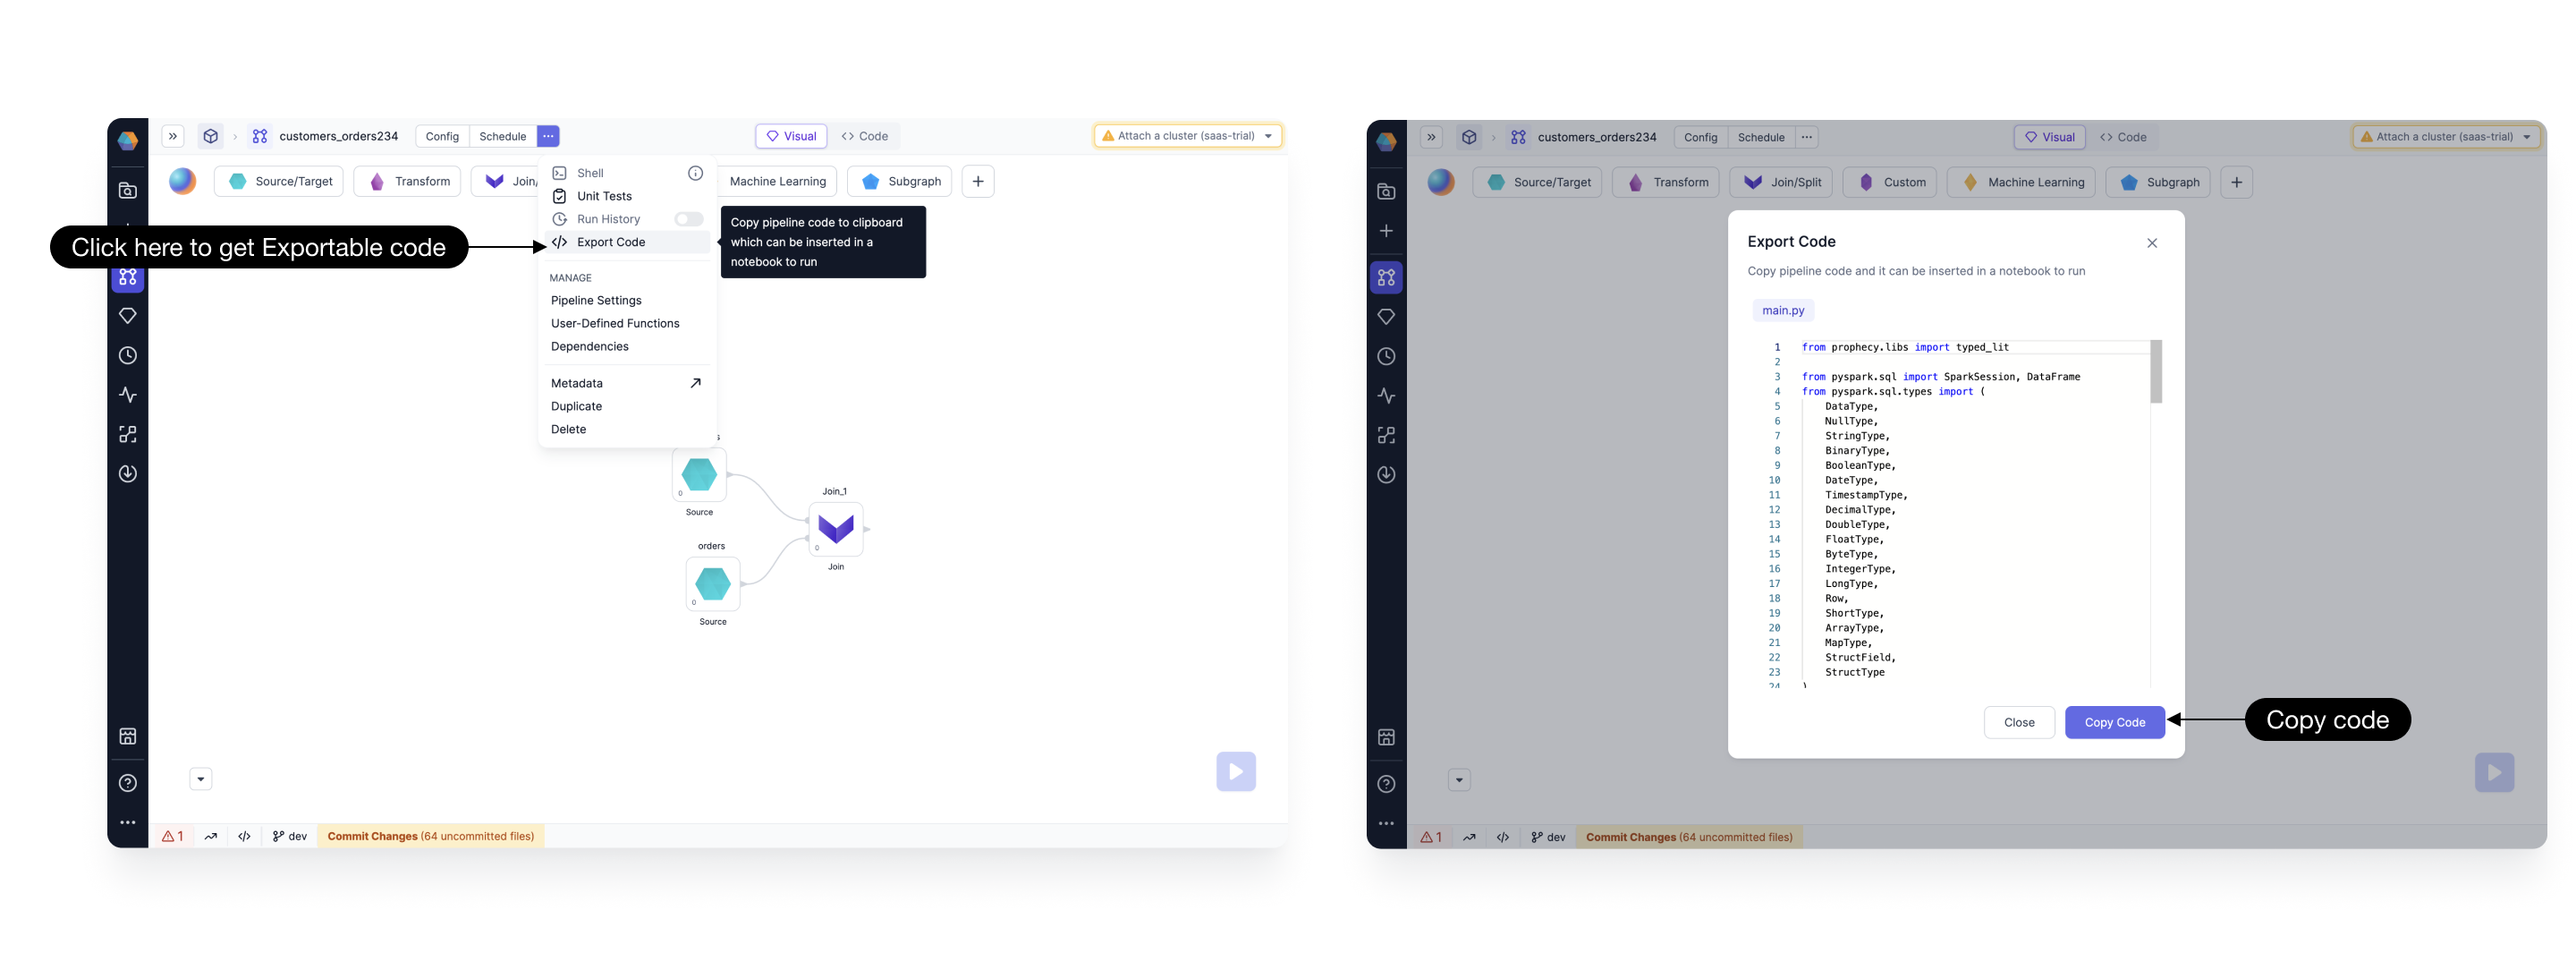 customers_orders234
Config
Schedule
Visual
Code
Attach a cluster (saas-trial)
Source/Target
Transform
Join/
Machine Learning
Subgraph
Shell
Unit Tests
Run History
Export Code
MANAGE
Pipeline Settings
User-Defined Functions
Dependencies
Metadata
Duplicate
Delete
Copy pipeline code to clipboard
which can be inserted in a
notebook to run
Click here to get Exportable code
s
0
Source
orders
0
Source
Join_1
0
Join
1
dev
Commit Changes (64 uncommitted files)
customers_orders234
Config
Schedule
Visual
Code
Attach a cluster (saas-trial)
Source/Target
Transform
Join/Split
Custom
Machine Learning
Subgraph
Export Code
Copy pipeline code and it can be inserted in a notebook to run
main.py
1 from prophecy.libs import typed_lit
2
3 from pyspark.sql import SparkSession, DataFrame
4 from pyspark.sql.types import (
5 DataType,
6 NullType,
7 StringType,
8 BinaryType,
9 BooleanType,
10 DateType,
11 TimestampType,
12 DecimalType,
13 DoubleType,
14 FloatType,
15 ByteType,
16 IntegerType,
17 LongType,
18 Row,
19 ShortType,
20 ArrayType,
21 MapType,
22 StructField,
23 StructType
24 )
Close
Copy Code
Copy code
1
dev
Commit Changes (64 uncommitted files)